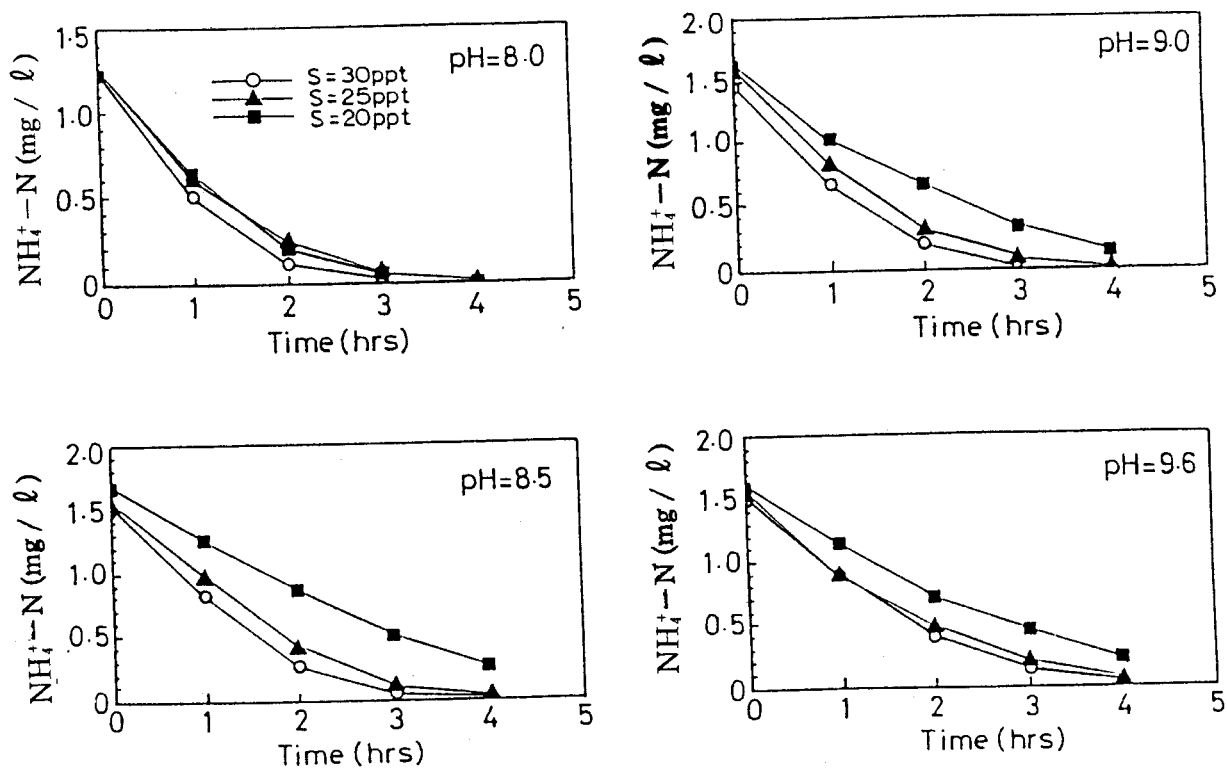 pH=8.0
NH₄⁺–N (mg / ℓ)
1.5
1.0
0.5
0
S=30ppt
S=25ppt
S=20ppt
0 1 2 3 4 5
Time (hrs)
pH=9.0
NH₄⁺–N (mg / ℓ)
2.0
1.5
1.0
0.5
0
0 1 2 3 4 5
Time (hrs)
pH=8.5
NH₄⁺–N (mg / ℓ)
2.0
1.5
1.0
0.5
0
0 1 2 3 4 5
Time (hrs)
pH=9.6
NH₄⁺–N (mg / ℓ)
2.0
1.5
1.0
0.5
0
0 1 2 3 4 5
Time (hrs)